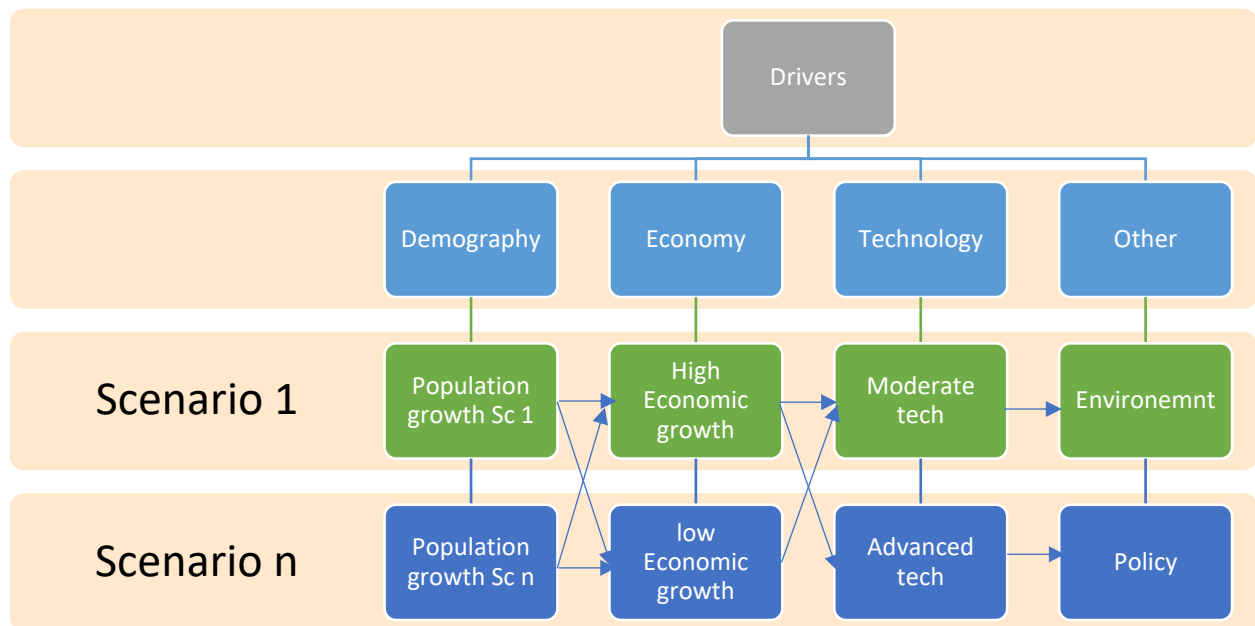 Drivers
Demography
Economy
Technology
Other
Scenario 1
Population
growth Sc 1
High
Economic
growth
Moderate
tech
Environemnt
Scenario n
Population
growth Sc n
low
Economic
growth
Advanced
tech
Policy